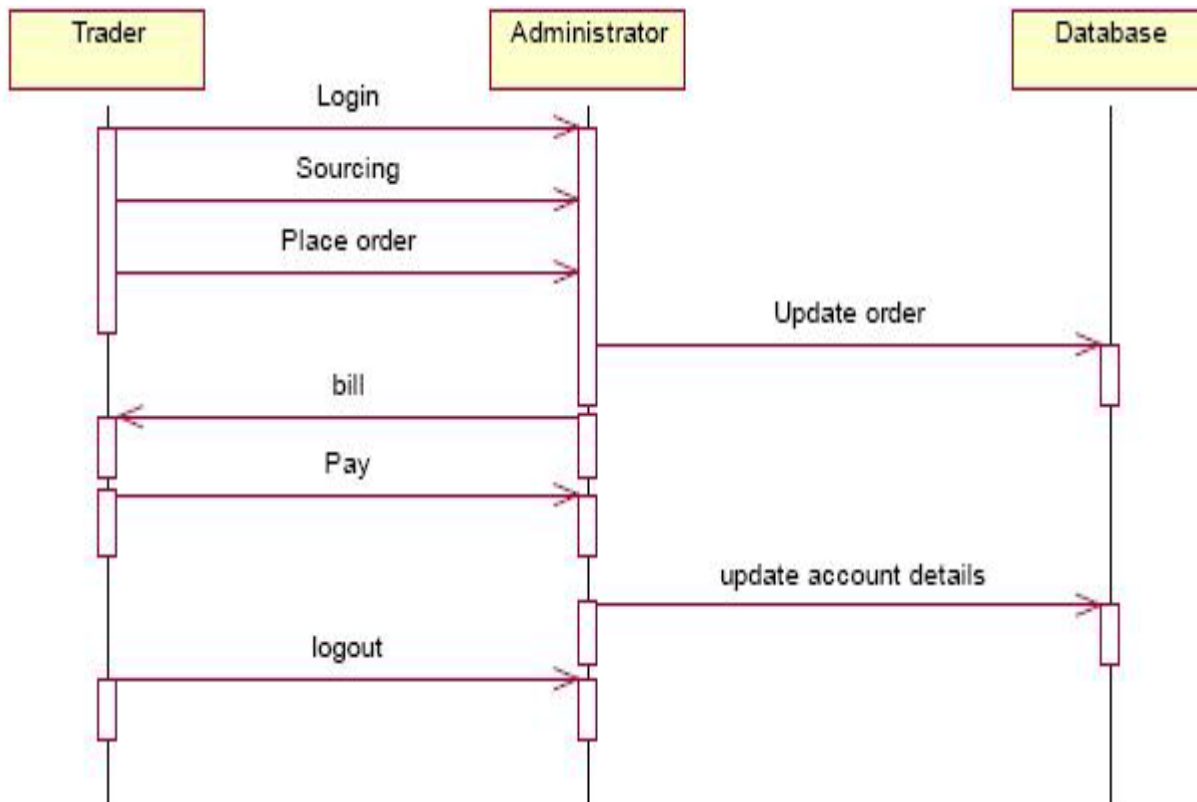 Trader
Administrator
Database
Login
Sourcing
Place order
Update order
bill
Pay
update account details
logout